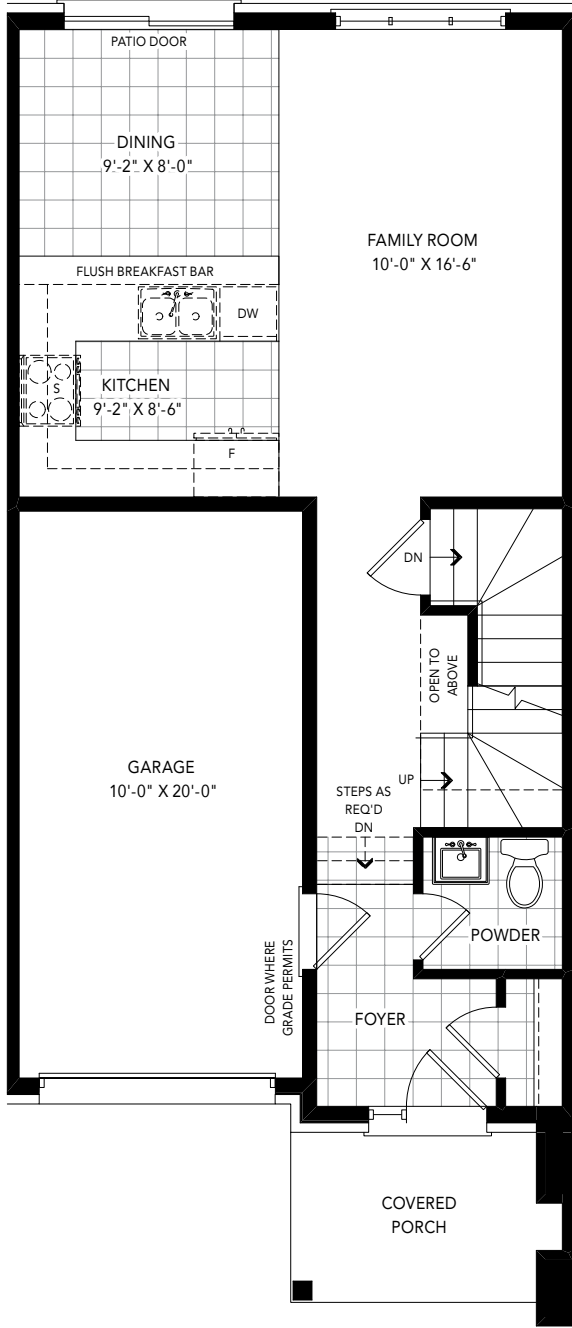 PATIO DOOR
DINING
9'-2" X 8'-0"
FAMILY ROOM
10'-0" X 16'-6"
FLUSH BREAKFAST BAR
DW
S
KITCHEN
9'-2" X 8'-6"
F
DN
OPEN TO
ABOVE
GARAGE
10'-0" X 20'-0"
UP
STEPS AS
REQ'D
DN
POWDER
DOOR WHERE
GRADE PERMITS
FOYER
COVERED
PORCH